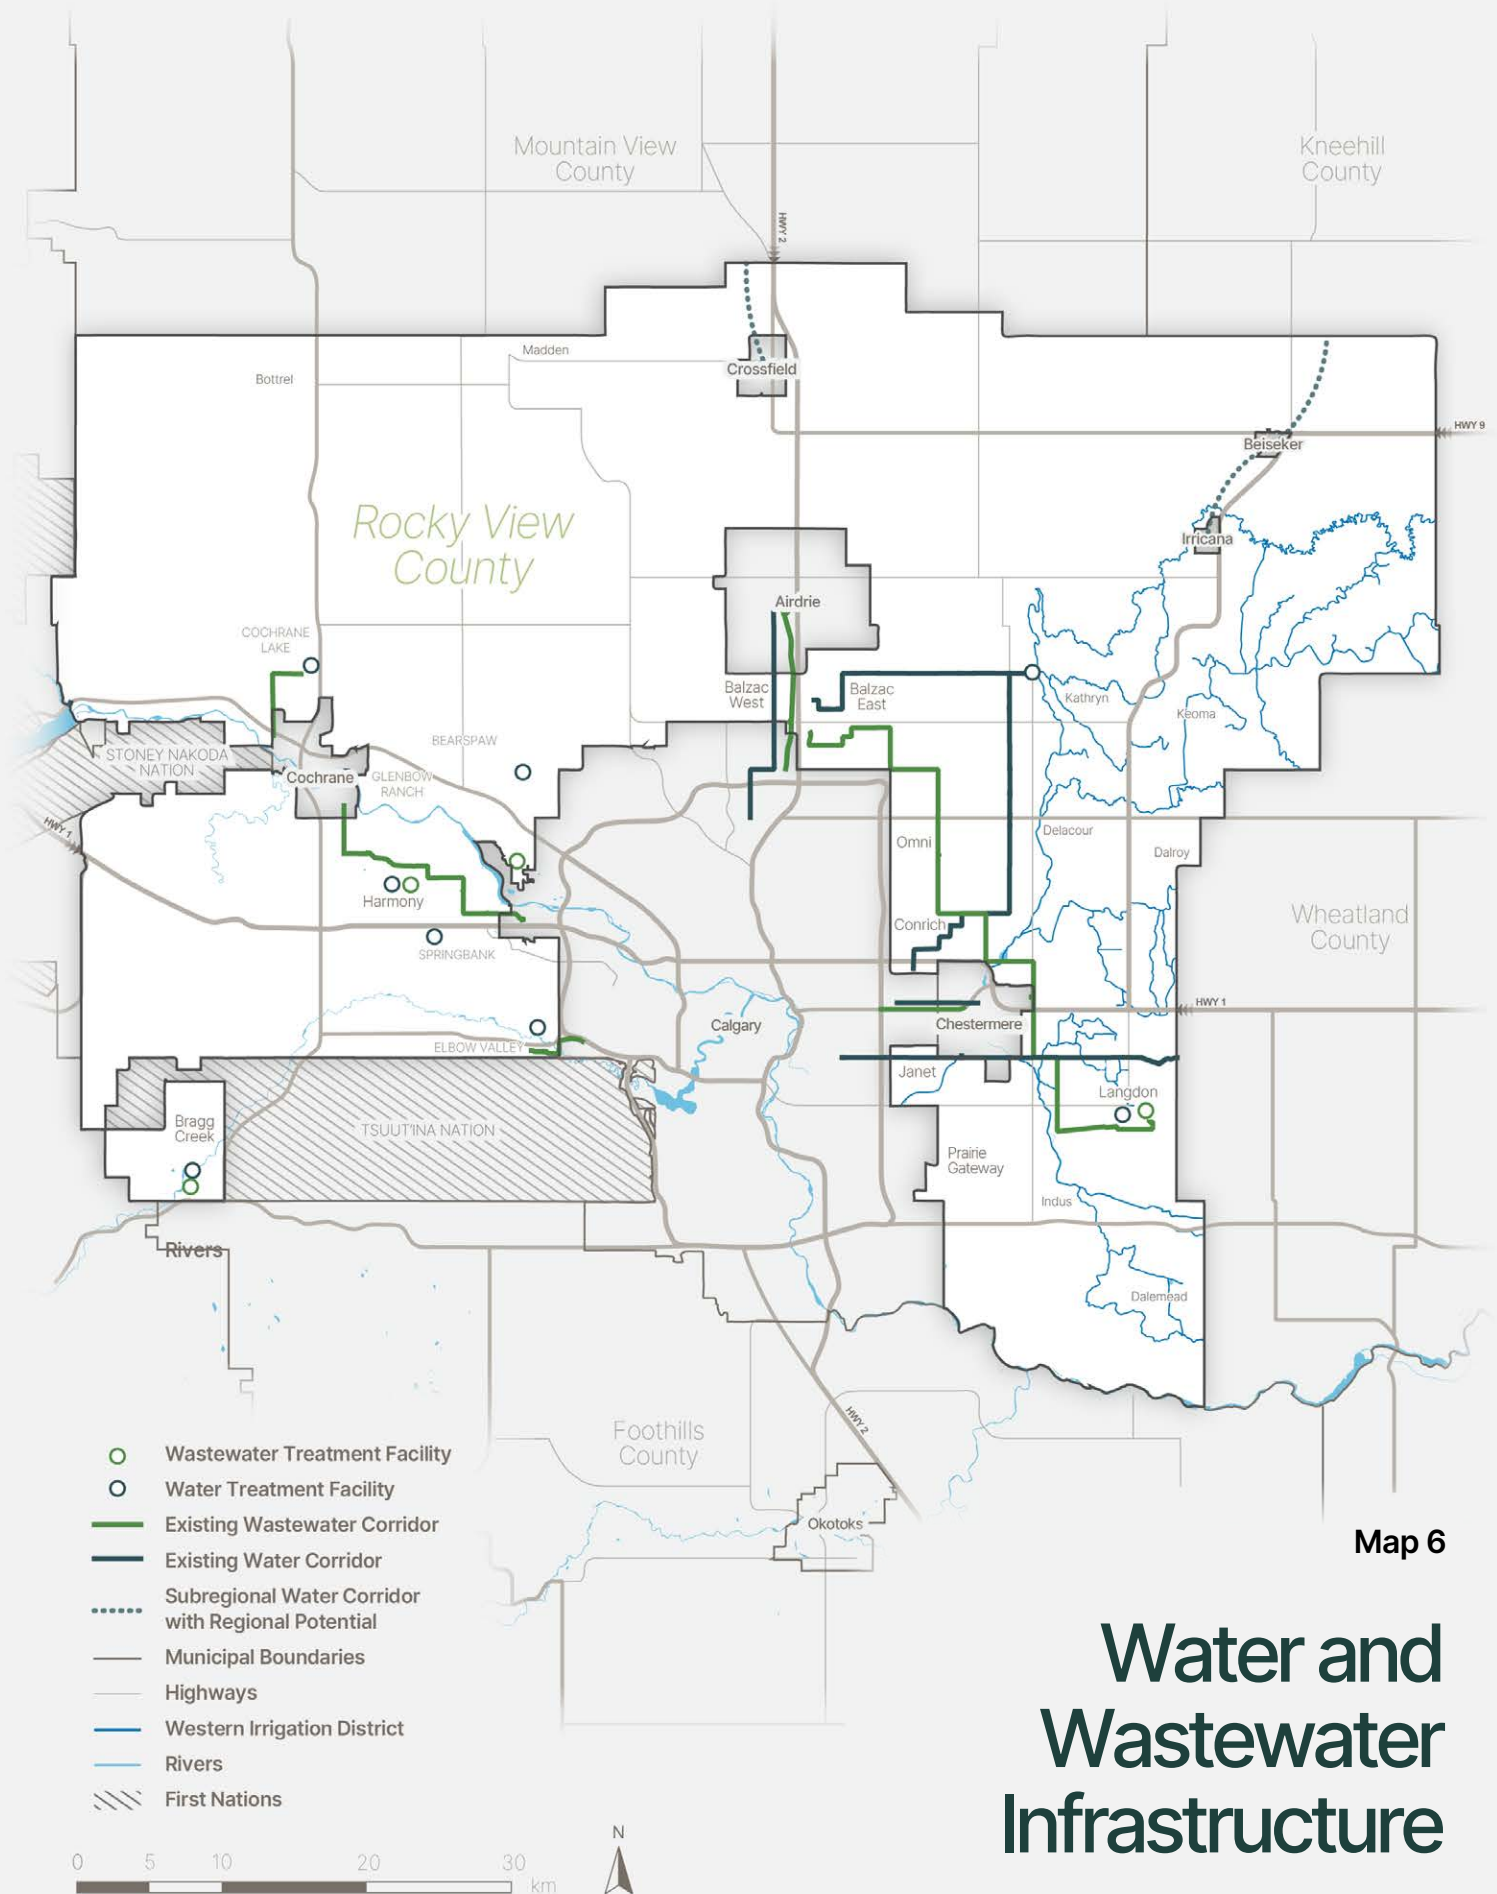 Mountain View
County
Kneehill
County
HWY 2
Madden
Crossfield
Bottrel
HWY 9
Beiseker
Rocky View
County
Irricana
Airdrie
COCHRANE
LAKE
Balzac
West
Balzac
East
Kathryn
Keoma
STONEY NAKODA
NATION
BEARSPAW
Cochrane
GLENBOW
RANCH
HWY 1
Omni
Delacour
Dalroy
Harmony
Conrich
Wheatland
County
SPRINGBANK
HWY 1
Calgary
Chestermere
ELBOW VALLEY
Janet
Langdon
Bragg
Creek
TSUUT'INA NATION
Prairie
Gateway
Indus
Rivers
Dalemead
Foothills
County
HWY 2
Okotoks
Wastewater Treatment Facility
Water Treatment Facility
Existing Wastewater Corridor
Existing Water Corridor
Subregional Water Corridor
with Regional Potential
Municipal Boundaries
Highways
Western Irrigation District
Rivers
First Nations
0 5 10 20 30
km
N
Map 6
Water and
Wastewater
Infrastructure